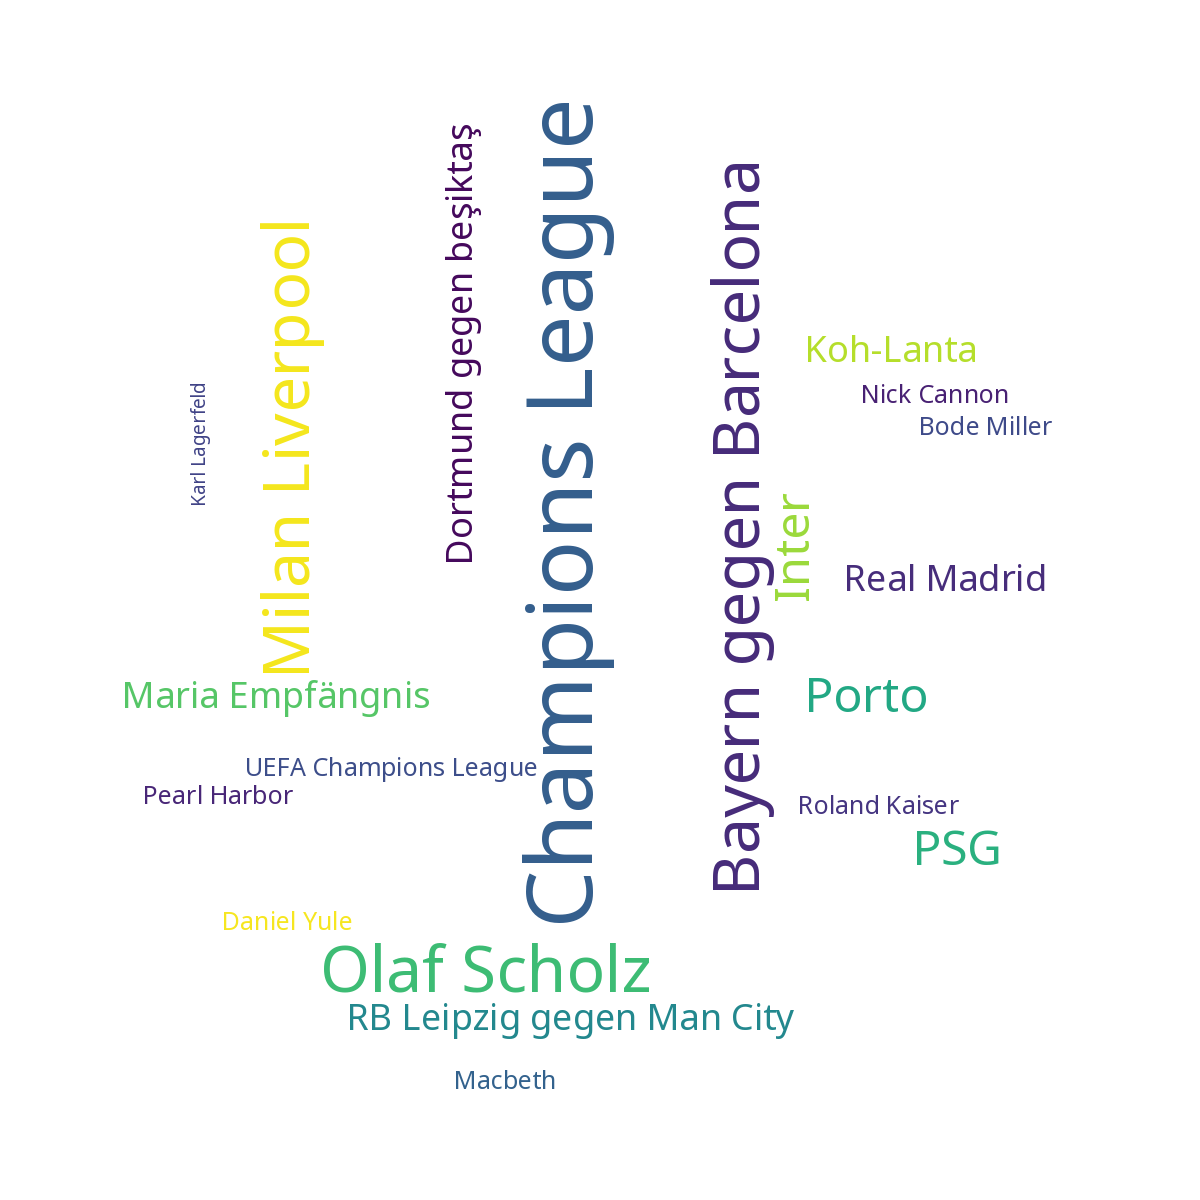 Champions League
Dortmund gegen beşiktaş
Bayern gegen Barcelona
Milan Liverpool
Koh-Lanta
Nick Cannon
Karl Lagerfeld
Bode Miller
Inter
Real Madrid
Maria Empfängnis
Porto
UEFA Champions League
Pearl Harbor
Roland Kaiser
PSG
Daniel Yule
Olaf Scholz
RB Leipzig gegen Man City
Macbeth